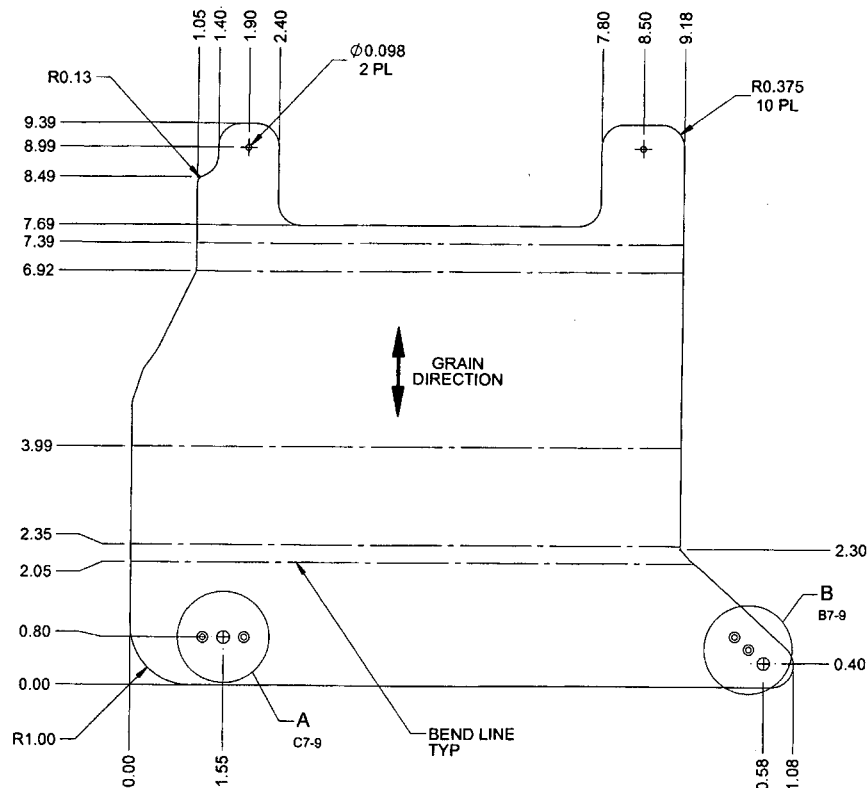 1.05
1.40
1.90
2.40
7.80
8.50
9.18
R0.13
Ø0.098
2 PL
R0.375
10 PL
9.39
8.99
8.49
7.69
7.39
6.92
GRAIN
DIRECTION
3.99
2.35
2.05
2.30
B
B7-9
0.80
0.40
0.00
A
C7-9
R1.00
BEND LINE
TYP
0.00
1.55
0.58
1.08